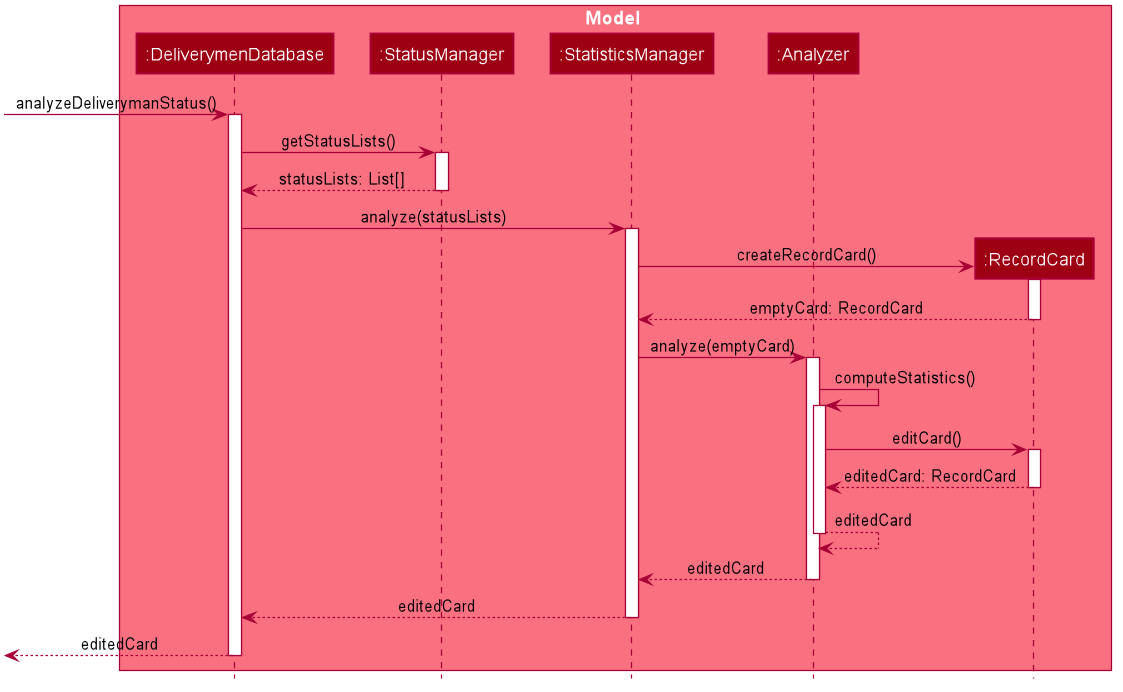 Model
:DeliverymenDatabase
:StatusManager
:StatisticsManager
:Analyzer
analyzeDeliverymanStatus()
getStatusLists()
statusLists: List[]
analyze(statusLists)
createRecordCard()
:RecordCard
emptyCard: RecordCard
analyze(emptyCard)
computeStatistics()
editCard()
editedCard: RecordCard
editedCard
editedCard
editedCard
editedCard